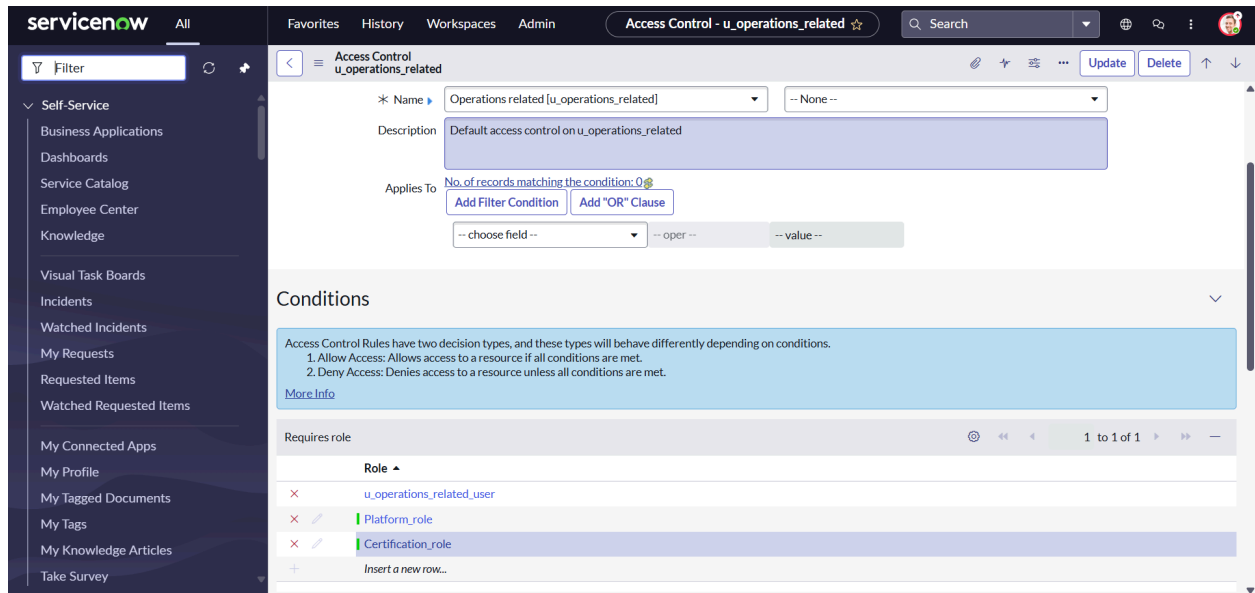 servicenow All Favorites History Workspaces Admin Access Control - u_operations_related Search
Filter
Self-Service
Business Applications
Dashboards
Service Catalog
Employee Center
Knowledge
Visual Task Boards
Incidents
Watched Incidents
My Requests
Requested Items
Watched Requested Items
My Connected Apps
My Profile
My Tagged Documents
My Tags
My Knowledge Articles
Take Survey
Access Control
u_operations_related
Update Delete
Name Operations related [u_operations_related] -- None --
Description Default access control on u_operations_related
Applies To No. of records matching the condition: 0
Add Filter Condition Add "OR" Clause
-- choose field -- -- oper -- -- value --
Conditions
Access Control Rules have two decision types, and these types will behave differently depending on conditions.
1. Allow Access: Allows access to a resource if all conditions are met.
2. Deny Access: Denies access to a resource unless all conditions are met.
More Info
Requires role 1 to 1 of 1
Role
u_operations_related_user
Platform_role
Certification_role
Insert a new row...